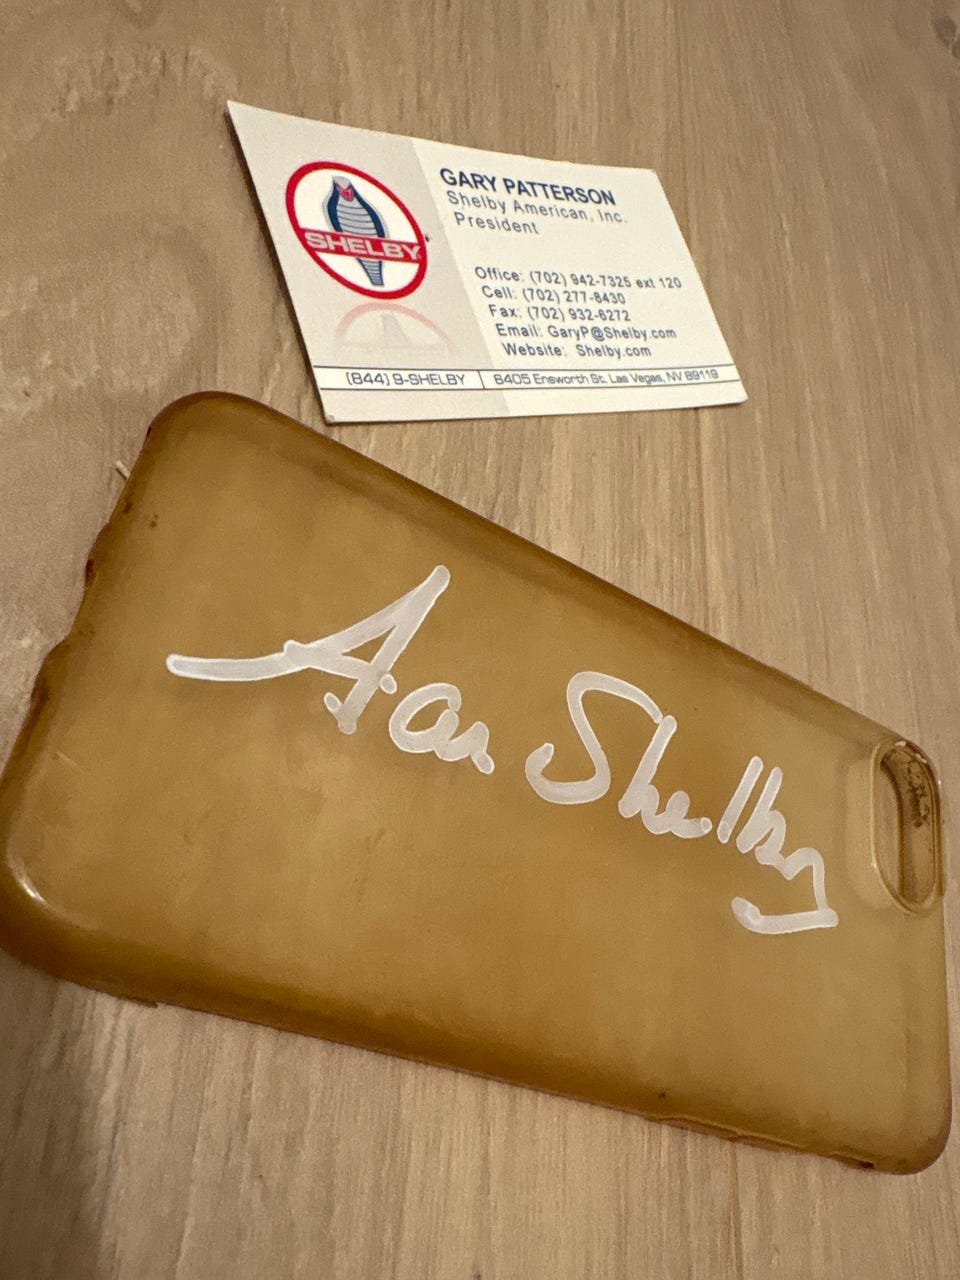 SHELBY
GARY PATTERSON
Shelby American, Inc.
President
Office: (702) 942-7325 ext 120
Cell: (702) 277-8430
Fax: (702) 932-6272
Email: GaryP@Shelby.com
Website: Shelby.com
(844) 9-SHELBY 6405 Ensworth St. Las Vegas, NV 89119
Aaron Shelby